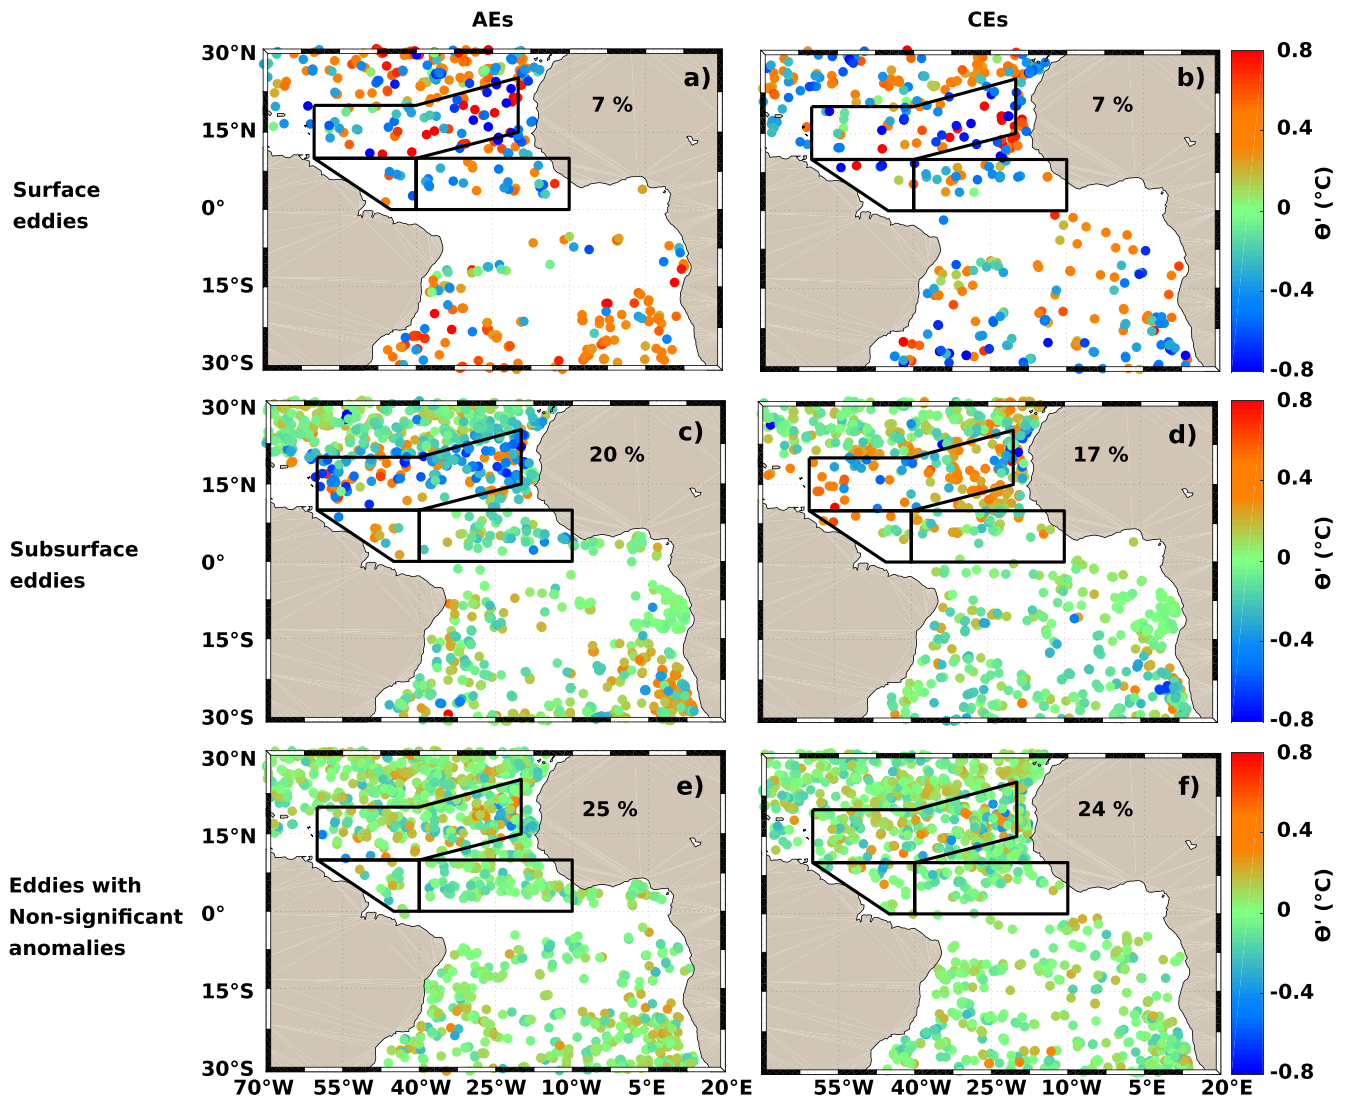 AEs CEs
30°N a) b) 0.8
7 % 7 %
15°N 0.4
Surface
eddies
0° 0 Θ' (°C)
15°S -0.4
30°S -0.8
30°N c) d) 0.8
20 % 17 %
15°N 0.4
Subsurface
eddies
0° 0 Θ' (°C)
15°S -0.4
30°S -0.8
30°N e) f) 0.8
25 % 24 %
15°N 0.4
Eddies with
Non-significant
anomalies
0° 0 Θ' (°C)
15°S -0.4
30°S -0.8
70°W 55°W 40°W 25°W 10°W 5°E 20°E 55°W 40°W 25°W 10°W 5°E 20°E